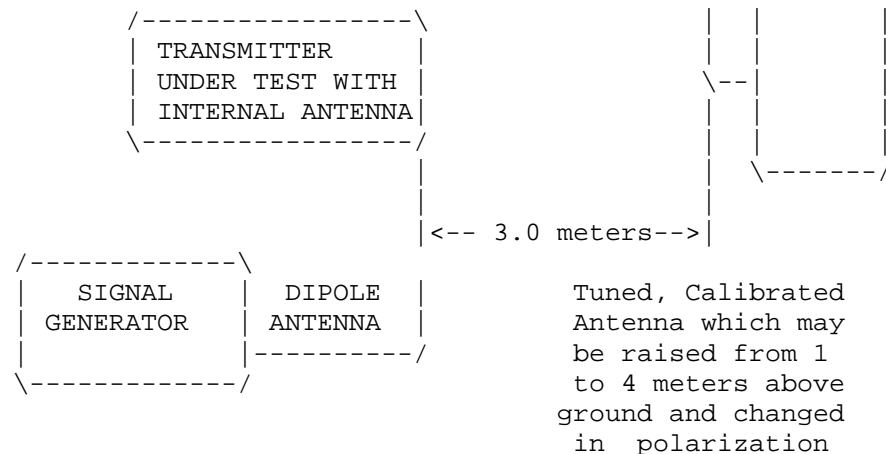 TRANSMITTER
UNDER TEST WITH
INTERNAL ANTENNA
<-- 3.0 meters-->
SIGNAL
GENERATOR
DIPOLE
ANTENNA
Tuned, Calibrated
Antenna which may
be raised from 1
to 4 meters above
ground and changed
in polarization